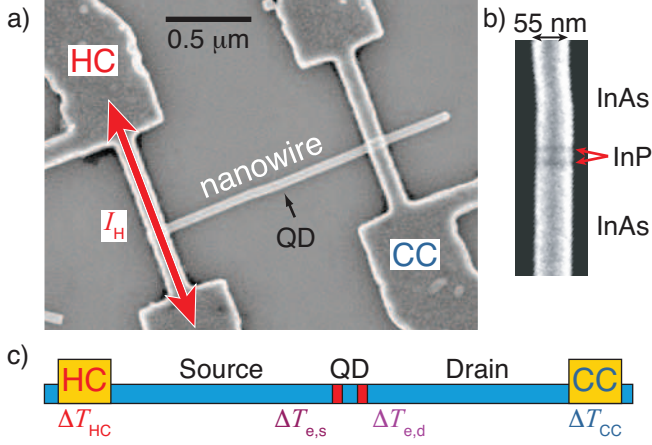 a)
HC
0.5 μm
nanowire
QD
I_H
CC
b)
55 nm
InAs
InP
InAs
c)
HC Source QD Drain CC
ΔT_HC ΔT_e,s ΔT_e,d ΔT_CC